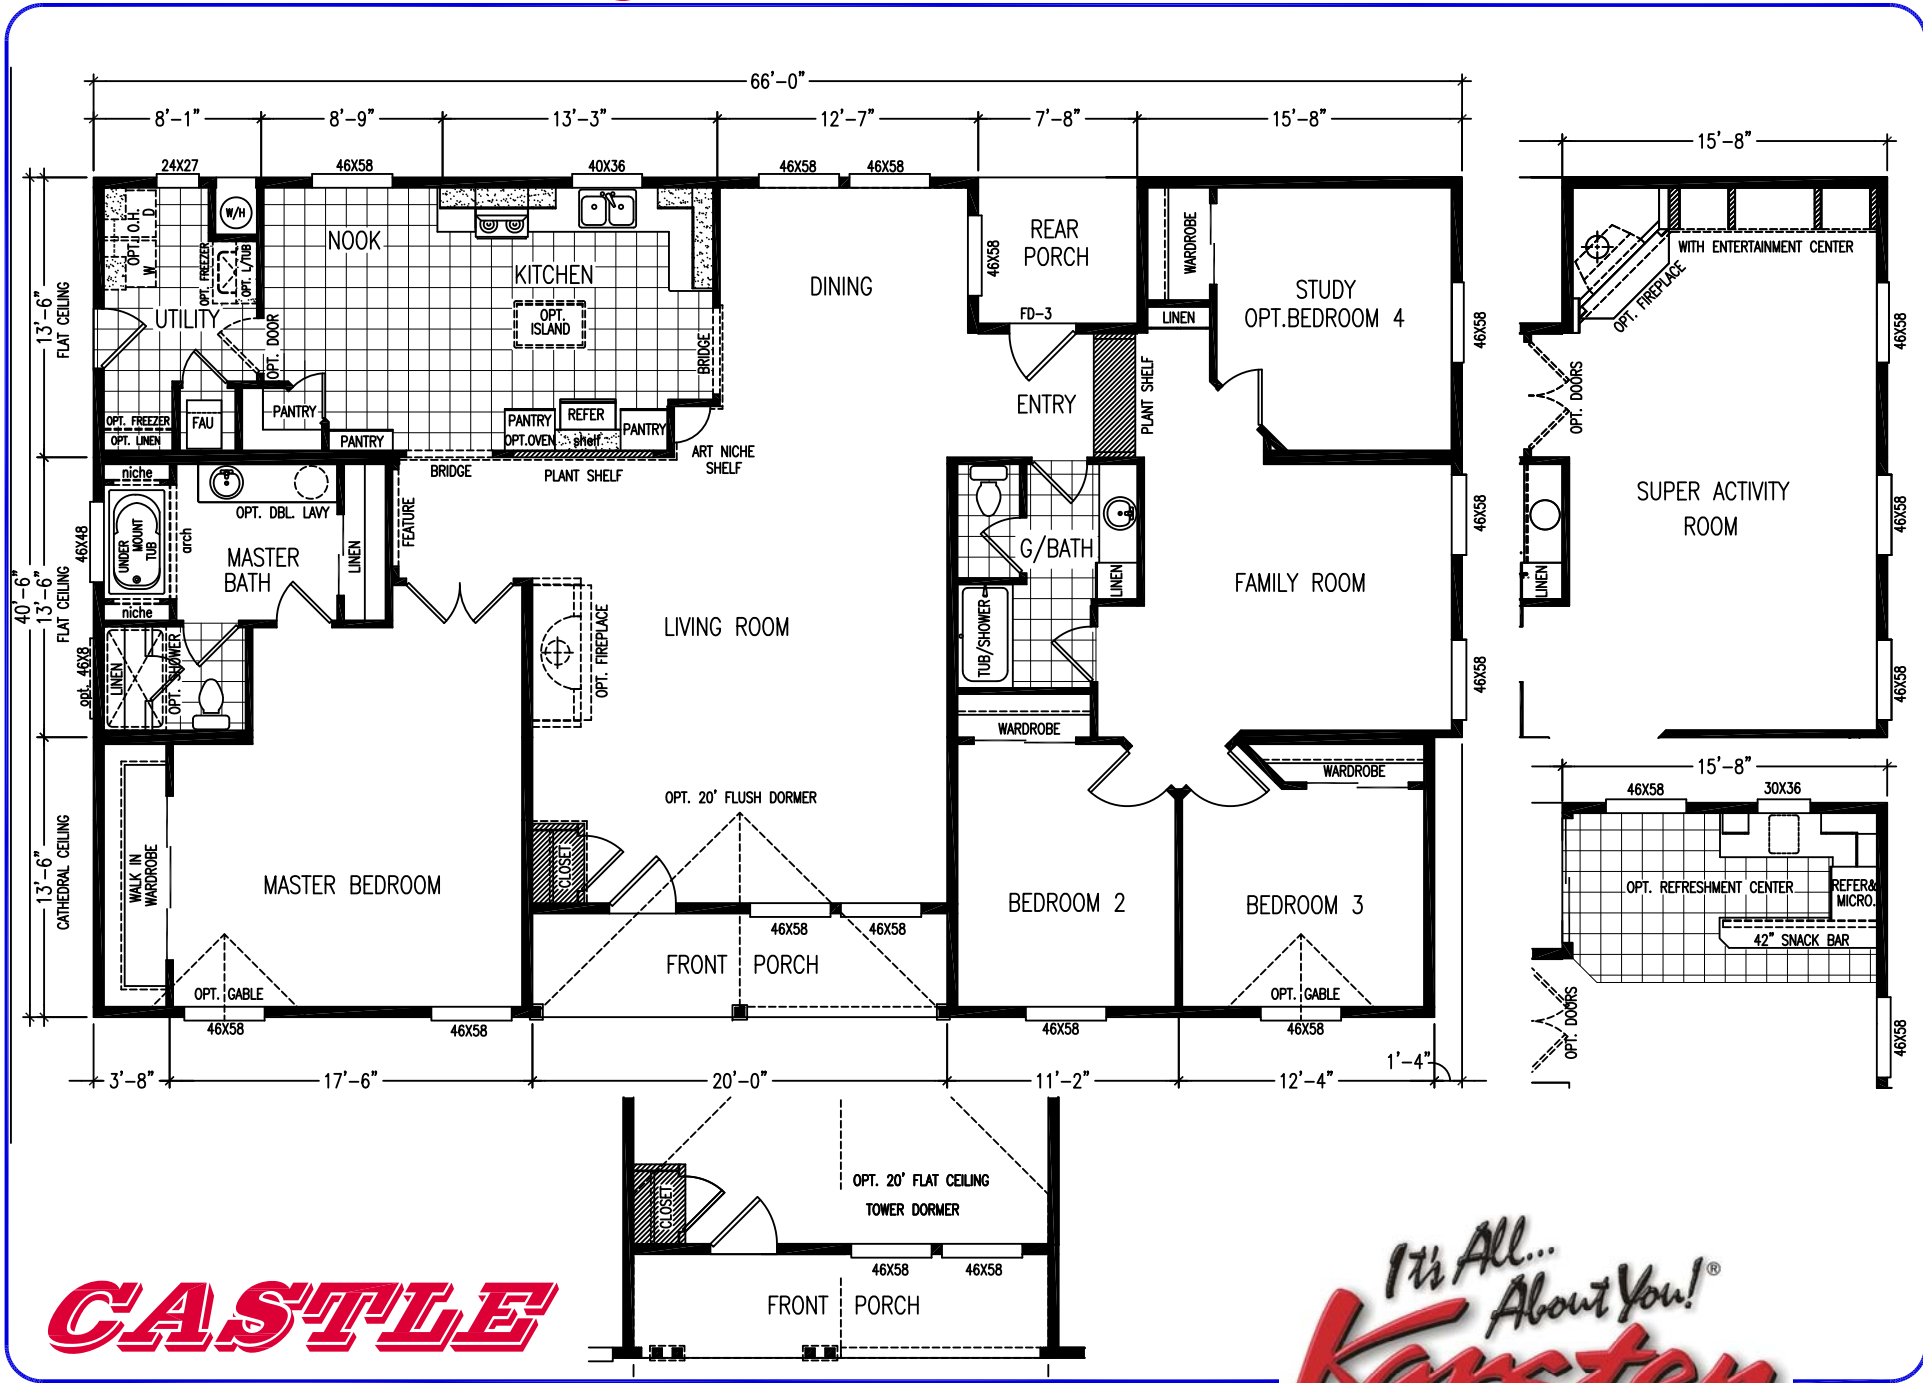 66'-0"
8'-1" 8'-9" 13'-3" 12'-7" 7'-8" 15'-8"
15'-8"
24X27 46X58 40X36 46X58 46X58
W/H
OPT. O.H.
D
W
OPT. FREEZER
OPT. L/TUB
NOOK
KITCHEN
OPT.
ISLAND
UTILITY
OPT. DOOR
BRIDGE
DINING
46X58
REAR
PORCH
FD-3
WARDROBE
LINEN
STUDY
OPT.BEDROOM 4
46X58
WITH ENTERTAINMENT CENTER
OPT. FIREPLACE
46X58
13'-6"
FLAT CEILING
OPT. FREEZER
OPT. LINEN
FAU
PANTRY
PANTRY
PANTRY
OPT.OVEN
REFER
shelf
PANTRY
ART NICHE
SHELF
ENTRY
PLANT SHELF
OPT. DOORS
niche
BRIDGE
PLANT SHELF
OPT. DBL. LAVY
FEATURE
46X48
UNDER
MOUNT
TUB
arch
MASTER
BATH
LINEN
niche
40'-6"
13'-6"
FLAT CEILING
G/BATH
LINEN
TUB/SHOWER
FAMILY ROOM
46X58
46X58
SUPER ACTIVITY
ROOM
LINEN
46X58
46X58
opt. 46X8
LINEN
OPT. SHOWER
OPT. FIREPLACE
LIVING ROOM
WARDROBE
WARDROBE
15'-8"
46X58 30X36
OPT. 20' FLUSH DORMER
13'-6"
CATHEDRAL CEILING
WALK IN
WARDROBE
MASTER BEDROOM
CLOSET
BEDROOM 2
BEDROOM 3
OPT. REFRESHMENT CENTER
REFER&
MICRO.
42" SNACK BAR
46X58 46X58
FRONT PORCH
OPT. GABLE
OPT. GABLE
OPT. DOORS
46X58
46X58 46X58 46X58 46X58
3'-8" 17'-6" 20'-0" 11'-2" 12'-4" 1'-4"
OPT. 20' FLAT CEILING
TOWER DORMER
CLOSET
46X58 46X58
FRONT PORCH
CASTLE
It's All...
About You!®
Karsten